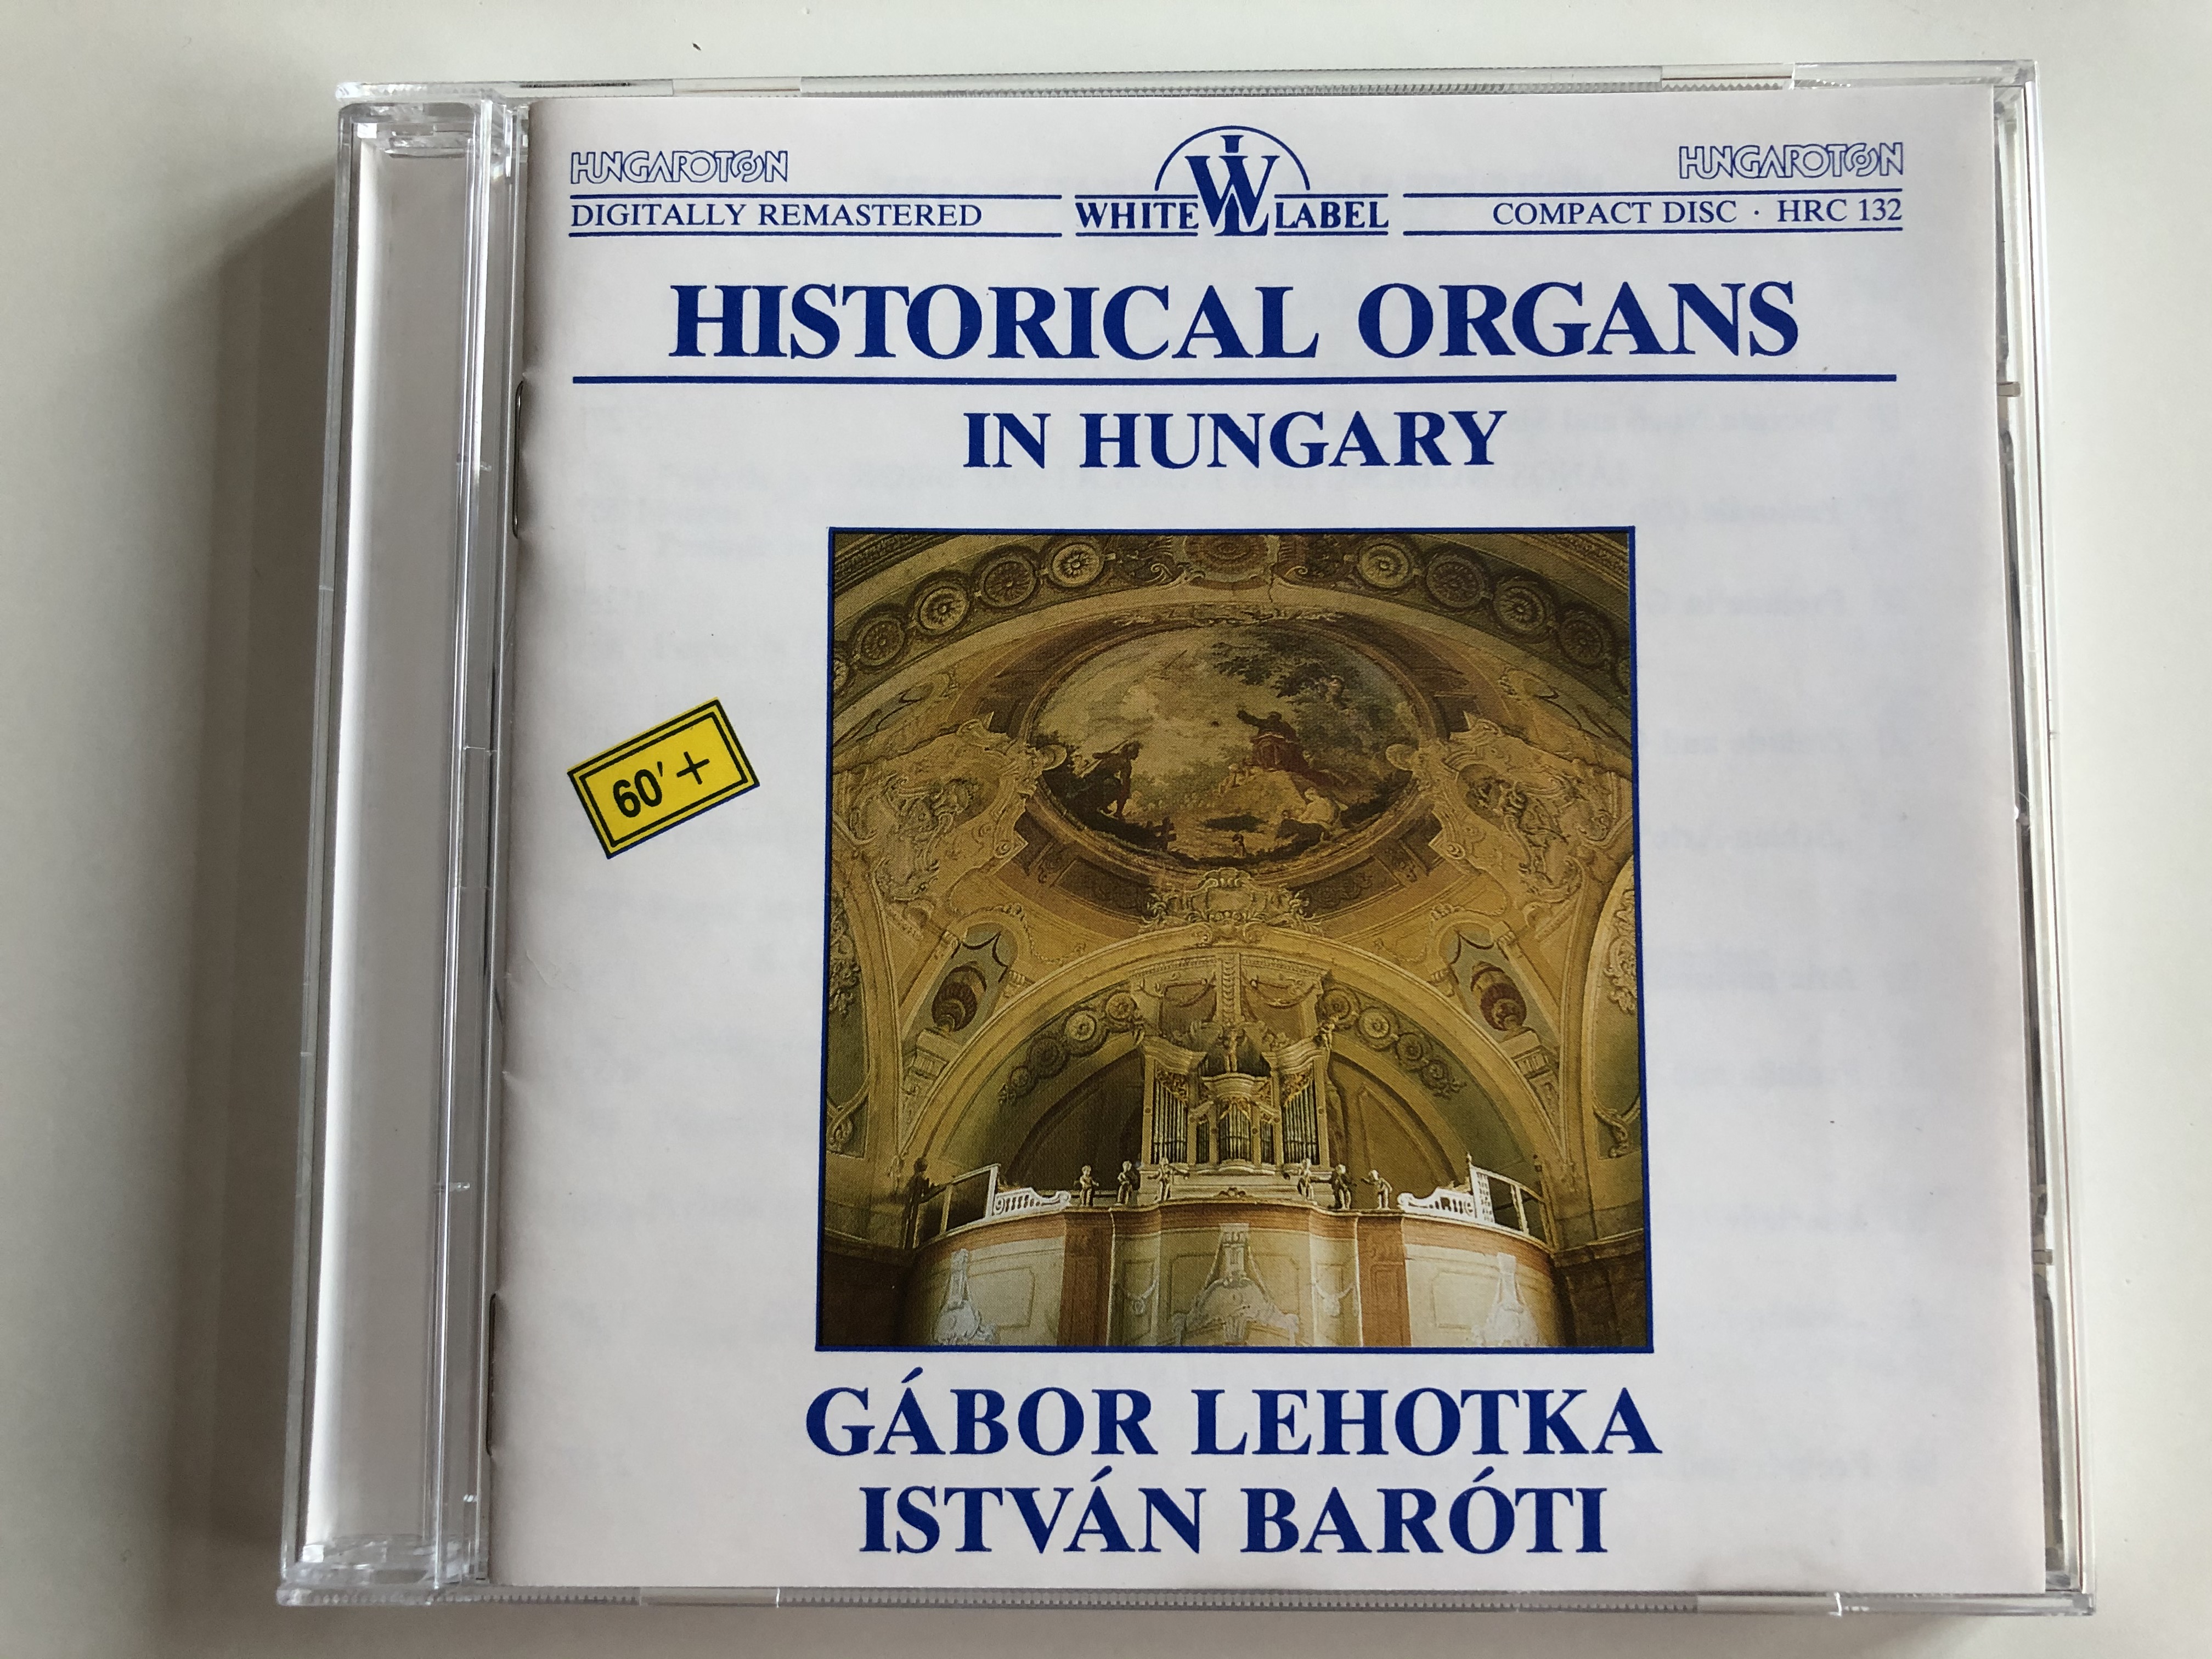 HUNGAROTON
HUNGAROTON
DIGITALLY REMASTERED
WHITE WL LABEL
COMPACT DISC · HRC 132
HISTORICAL ORGANS
IN HUNGARY
60' +
GÁBOR LEHOTKA
ISTVÁN BARÓTI